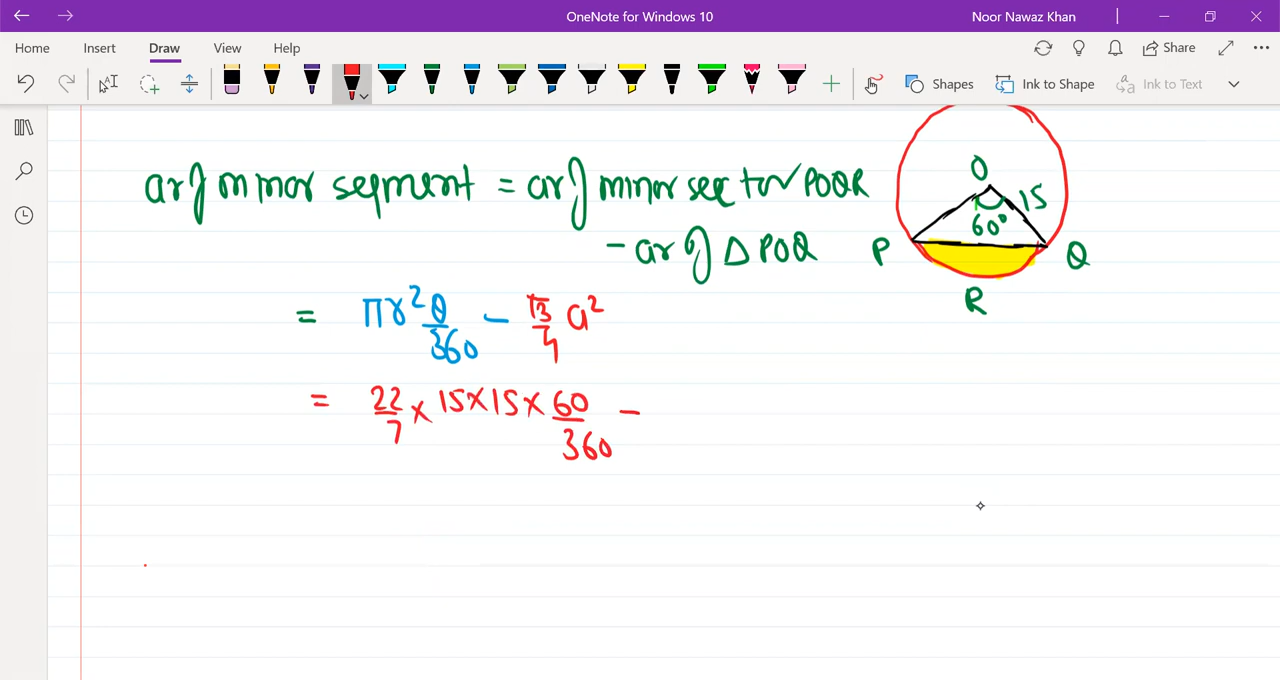 OneNote for Windows 10
Noor Nawaz Khan
Home Insert Draw View Help
Share
Shapes Ink to Shape Ink to Text
ar of minor segment = ar of minor sector POQR
- ar of Δ POQ
= πr² θ/360 - √3/4 a²
= 22/7 × 15 × 15 × 60/360 -
O
15
60°
P
Q
R